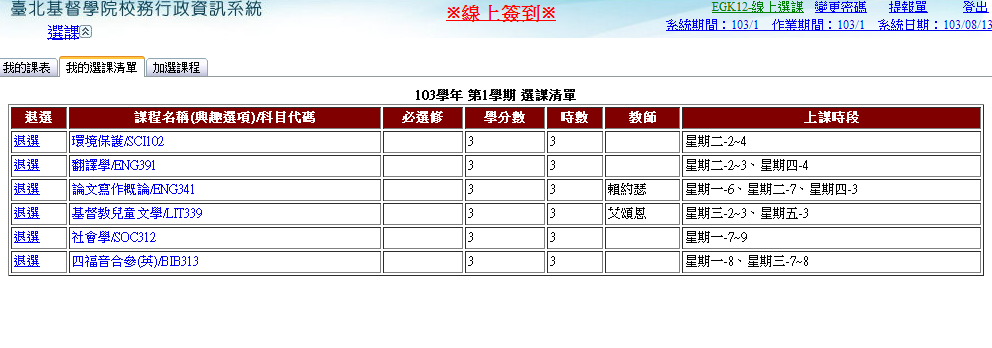 臺北基督學院校務行政資訊系統
※線上簽到※
EGK12-線上選課 變更密碼 提報單 登出
選課
系統期間：103/1 作業期間：103/1 系統日期：103/08/13
我的課表 我的選課清單 加選課程
103學年 第1學期 選課清單
退選 課程名稱(興趣選項)/科目代碼 必選修 學分數 時數 教師 上課時段
退選 環境保護/SCI102 3 3 星期二-2~4
退選 翻譯學/ENG391 3 3 星期二-2~3、星期四-4
退選 論文寫作概論/ENG341 3 3 賴約瑟 星期一-6、星期二-7、星期四-3
退選 基督教兒童文學/LIT339 3 3 艾頌恩 星期三-2~3、星期五-3
退選 社會學/SOC312 3 3 星期一-7~9
退選 四福音合參(英)/BIB313 3 3 星期一-8、星期三-7~8